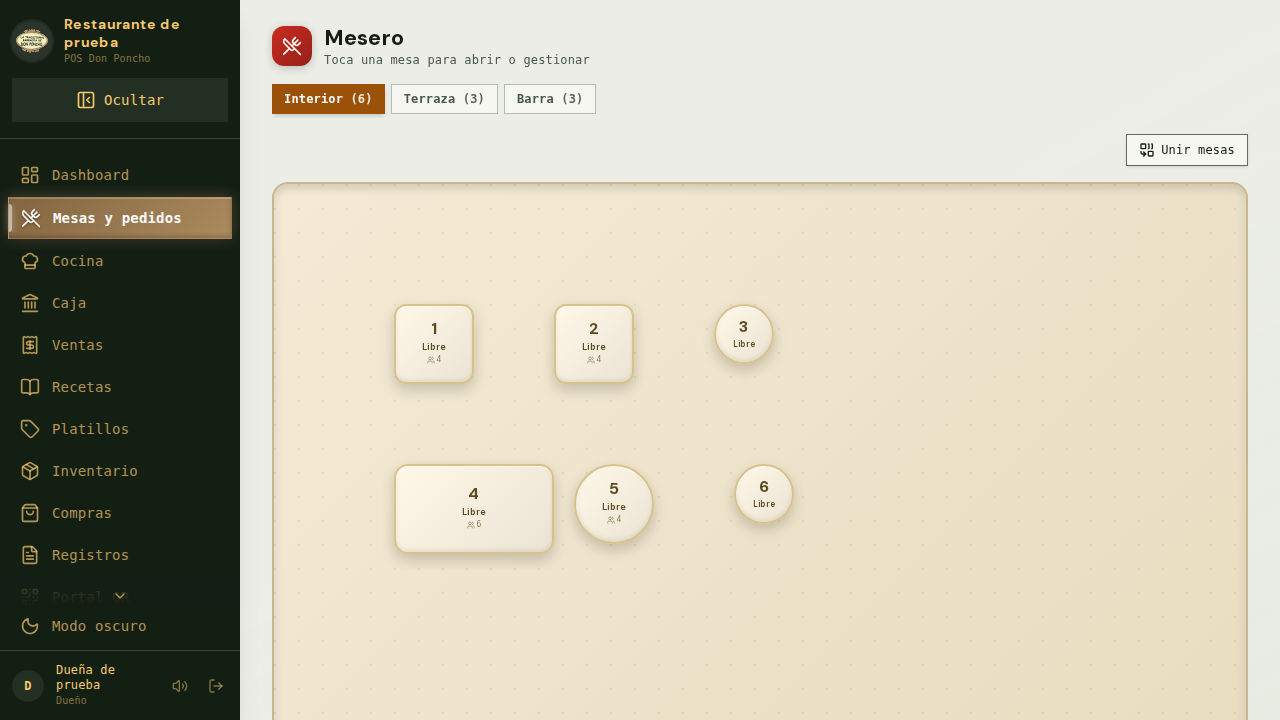 Restaurante de
prueba
POS Don Poncho
Ocultar
Dashboard
Mesas y pedidos
Cocina
Caja
Ventas
Recetas
Platillos
Inventario
Compras
Registros
Portal
Modo oscuro
D
Dueña de
prueba
Dueño
Mesero
Toca una mesa para abrir o gestionar
Interior (6)
Terraza (3)
Barra (3)
Unir mesas
1
Libre
4
2
Libre
4
3
Libre
4
Libre
6
5
Libre
4
6
Libre